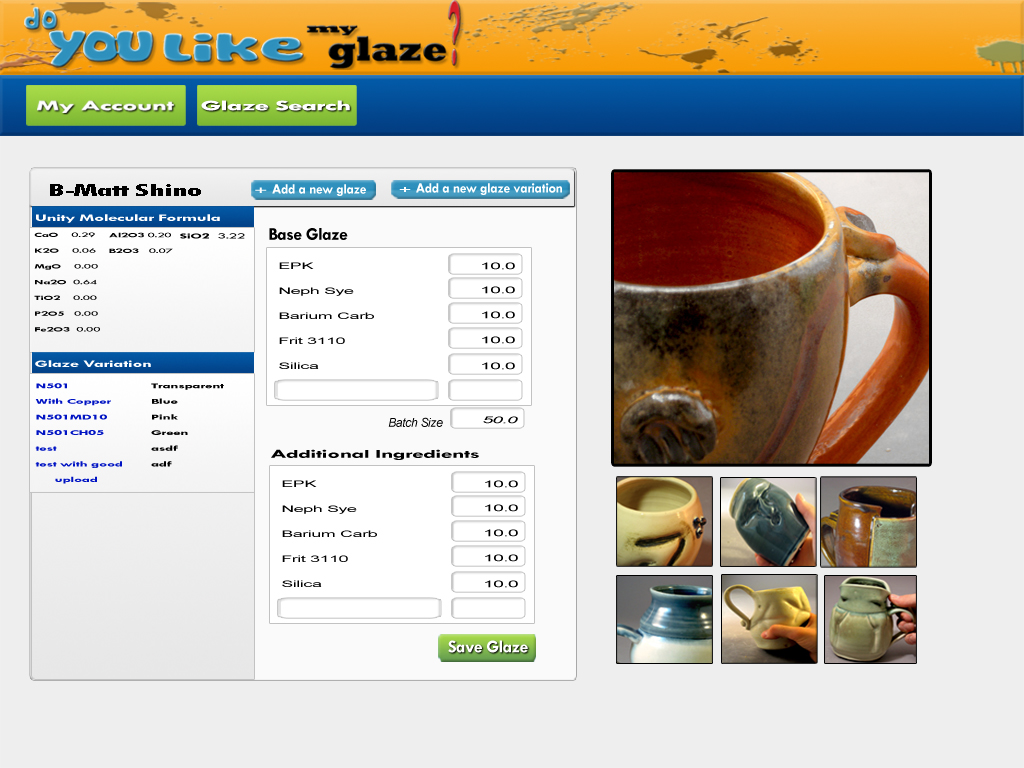 do
YOU LIKE my glaze?
My Account
Glaze Search
B-Matt Shino
+ Add a new glaze
+ Add a new glaze variation
Unity Molecular Formula
CaO 0.29 Al2O3 0.20 SiO2 3.22
K2O 0.06 B2O3 0.07
MgO 0.00
Na2O 0.64
TiO2 0.00
P2O5 0.00
Fe2O3 0.00
Glaze Variation
N501 Transparent
With Copper Blue
N501MD10 Pink
N501CH05 Green
test asdf
test with good adf
upload
Base Glaze
EPK 10.0
Neph Sye 10.0
Barium Carb 10.0
Frit 3110 10.0
Silica 10.0
Batch Size 50.0
Additional Ingredients
EPK 10.0
Neph Sye 10.0
Barium Carb 10.0
Frit 3110 10.0
Silica 10.0
Save Glaze